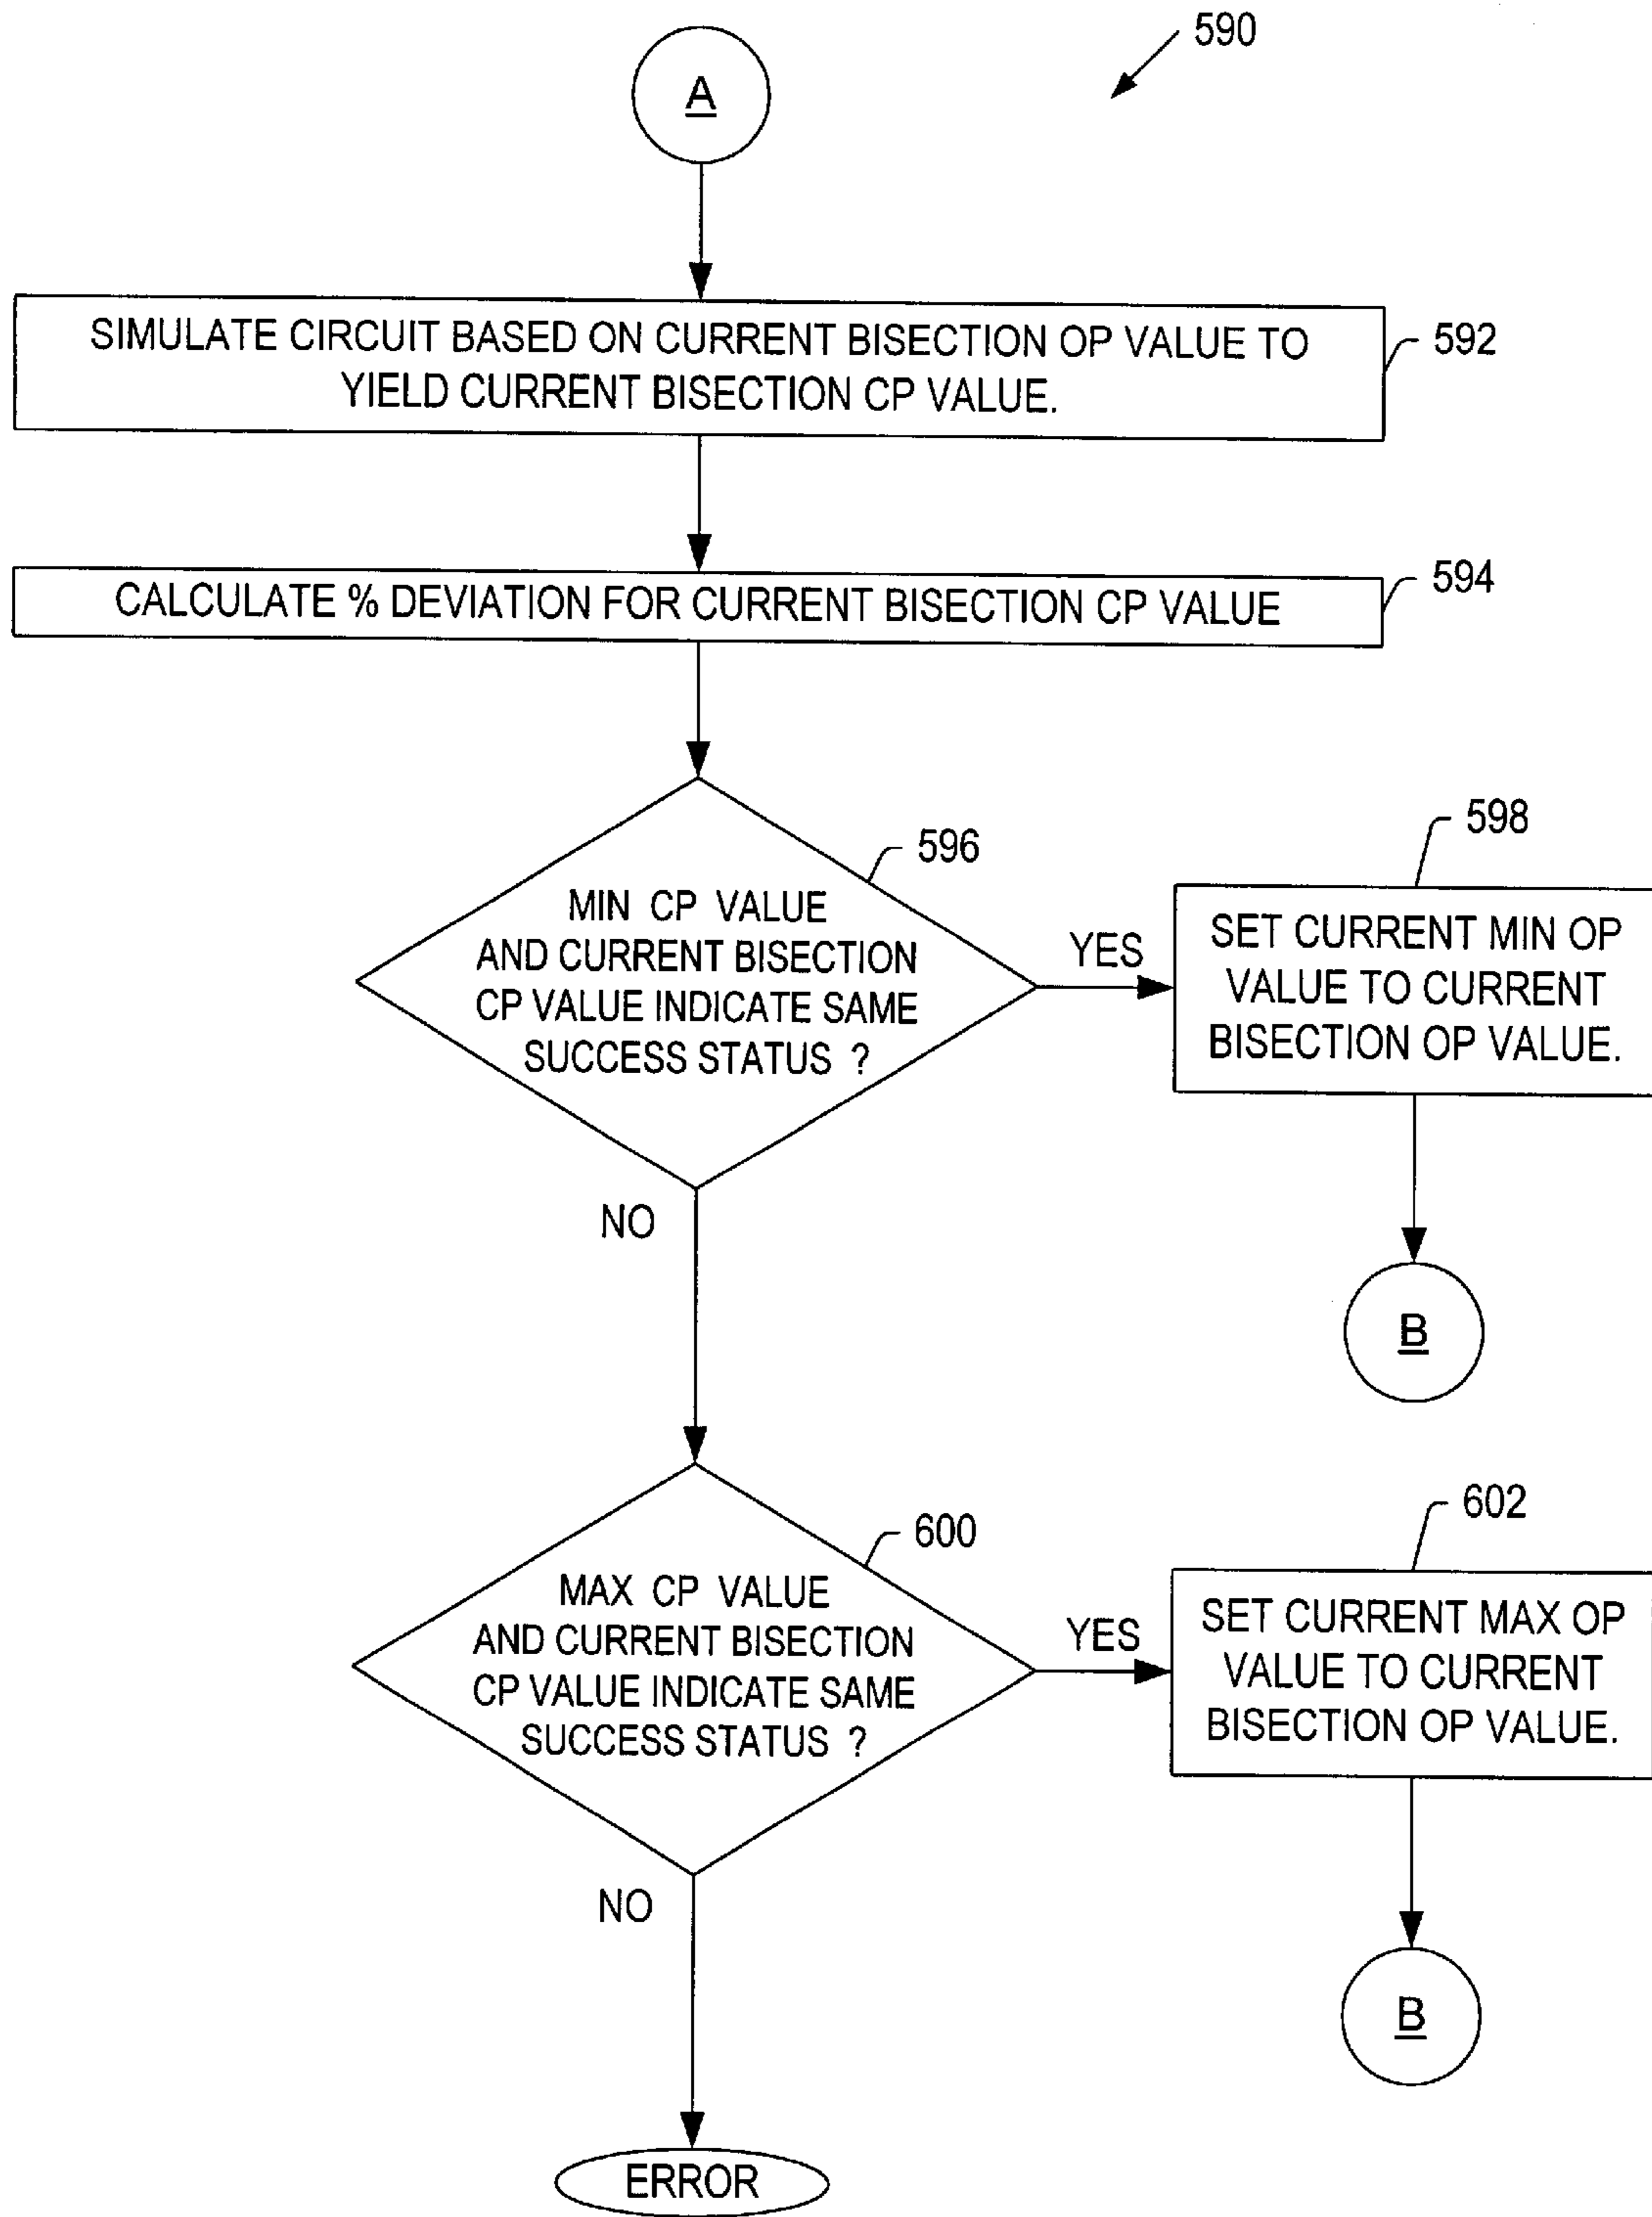 590
A
SIMULATE CIRCUIT BASED ON CURRENT BISECTION OP VALUE TO
YIELD CURRENT BISECTION CP VALUE.
592
CALCULATE % DEVIATION FOR CURRENT BISECTION CP VALUE
594
596
MIN CP VALUE
AND CURRENT BISECTION
CP VALUE INDICATE SAME
SUCCESS STATUS ?
YES
598
SET CURRENT MIN OP
VALUE TO CURRENT
BISECTION OP VALUE.
NO
B
600
MAX CP VALUE
AND CURRENT BISECTION
CP VALUE INDICATE SAME
SUCCESS STATUS ?
YES
602
SET CURRENT MAX OP
VALUE TO CURRENT
BISECTION OP VALUE.
NO
B
ERROR